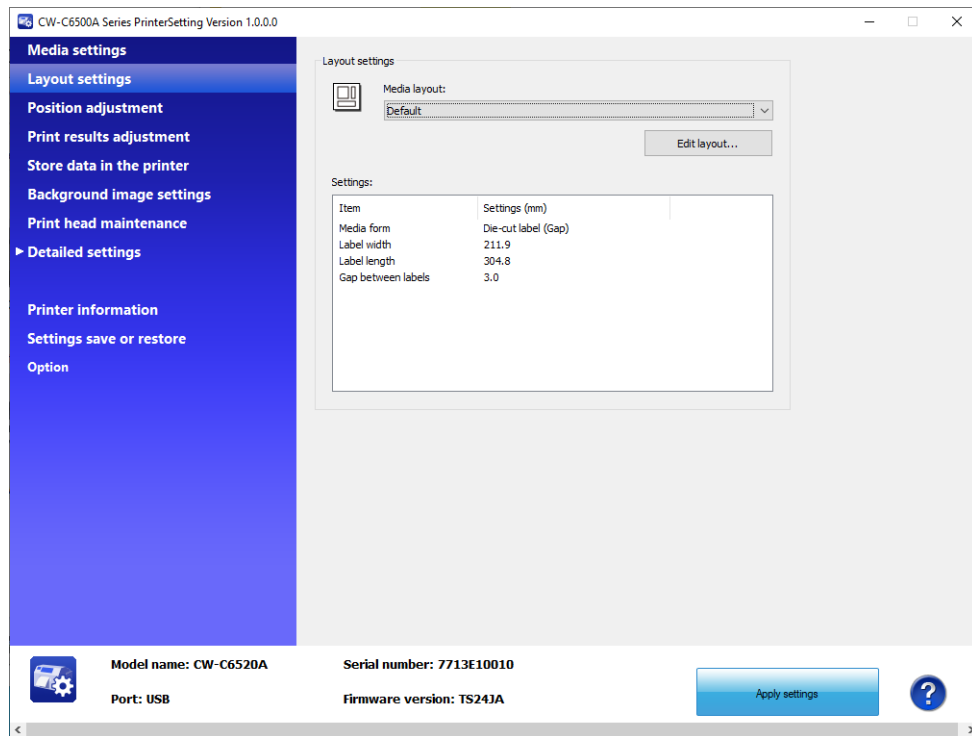 CW-C6500A Series PrinterSetting Version 1.0.0.0
Media settings
Layout settings
Position adjustment
Print results adjustment
Store data in the printer
Background image settings
Print head maintenance
Detailed settings
Printer information
Settings save or restore
Option
Layout settings
Media layout:
Default
Edit layout...
Settings:
Item Settings (mm)
Media form Die-cut label (Gap)
Label width 211.9
Label length 304.8
Gap between labels 3.0
Model name: CW-C6520A Serial number: 7713E10010
Port: USB Firmware version: TS24JA
Apply settings
?